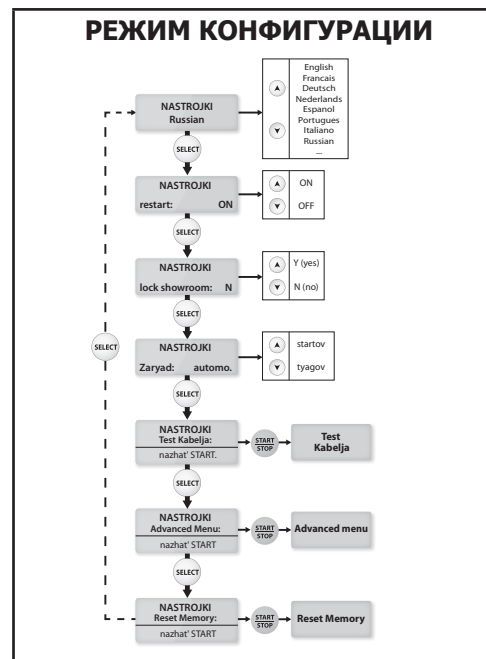 РЕЖИМ КОНФИГУРАЦИИ
NASTROJKI
Russian
English
Francais
Deutsch
Nederlands
Espanol
Portugues
Italiano
Russian
...
SELECT
NASTROJKI
restart: ON
ON
OFF
SELECT
NASTROJKI
lock showroom: N
Y (yes)
N (no)
SELECT
SELECT
NASTROJKI
Zaryad: automo.
startov
tyagov
SELECT
NASTROJKI
Test Kabelja:
nazhat' START.
START
STOP
Test
Kabelja
SELECT
NASTROJKI
Advanced Menu:
nazhat' START
START
STOP
Advanced menu
SELECT
NASTROJKI
Reset Memory:
nazhat' START
START
STOP
Reset Memory